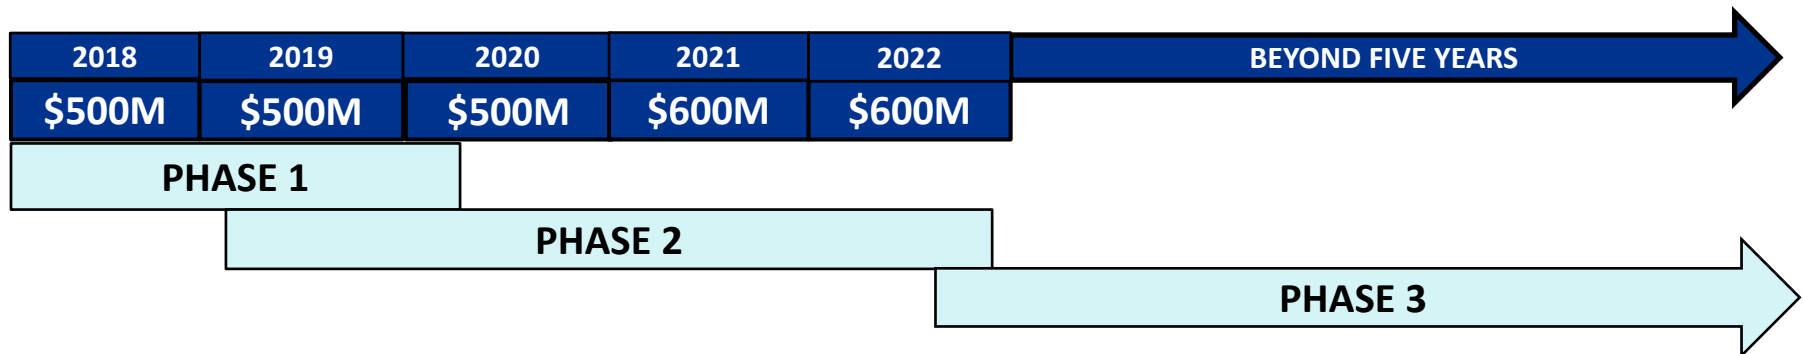 2018 2019 2020 2021 2022 BEYOND FIVE YEARS
$500M $500M $500M $600M $600M
PHASE 1
PHASE 2
PHASE 3